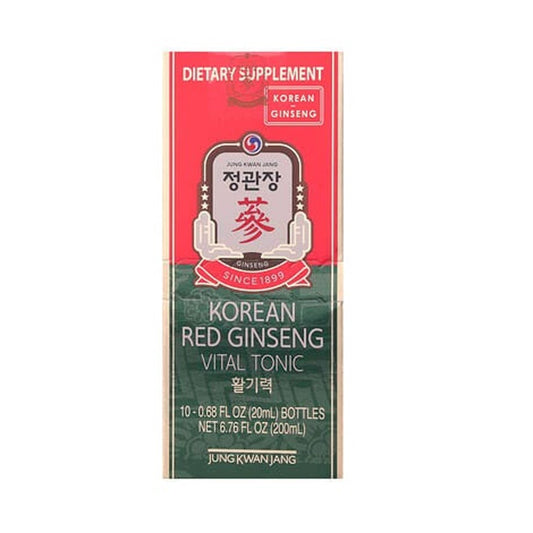 DIETARY SUPPLEMENT
KOREAN
GINSENG
JUNG KWAN JANG
정관장
蔘
GINSENG
SINCE 1899
KOREAN
RED GINSENG
VITAL TONIC
활기력
10 - 0.68 FL OZ (20mL) BOTTLES
NET 6.76 FL OZ (200mL)
JUNG KWAN JANG